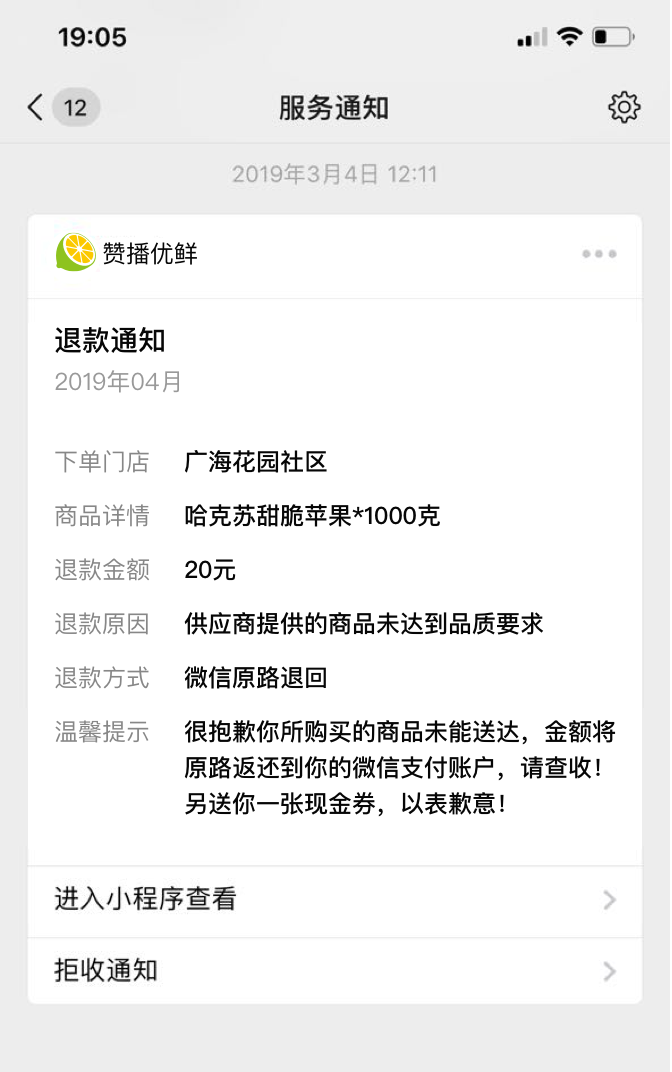 19:05
12
服务通知
2019年3月4日 12:11
赞播优鲜
退款通知
2019年04月
下单门店 广海花园社区
商品详情 哈克苏甜脆苹果*1000克
退款金额 20元
退款原因 供应商提供的商品未达到品质要求
退款方式 微信原路退回
温馨提示 很抱歉你所购买的商品未能送达，金额将
原路返还到你的微信支付账户，请查收！
另送你一张现金券，以表歉意！
进入小程序查看
拒收通知